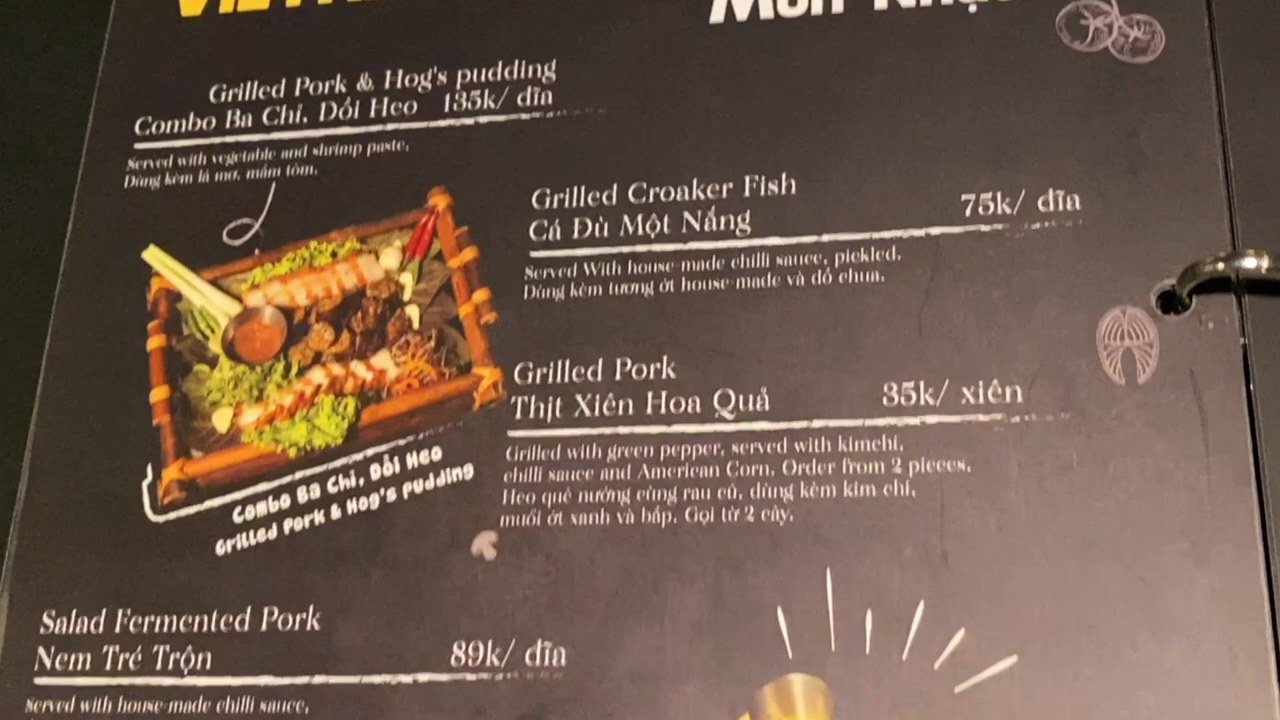 Grilled Pork & Hog's pudding
Combo Ba Chỉ, Dồi Heo 135k/ đĩa
Served with vegetable and shrimp paste.
Dùng kèm lá mơ, mắm tôm.
Combo Ba Chỉ, Dồi Heo
Grilled Pork & Hog's pudding
Grilled Croaker Fish
Cá Đù Một Nắng 75k/ đĩa
Served With house-made chilli sauce, pickled.
Dùng kèm tương ớt house-made và đồ chua.
Grilled Pork
Thịt Xiên Hoa Quả 35k/ xiên
Grilled with green pepper, served with kimchi,
chilli sauce and American Corn. Order from 2 pieces.
Heo quê nướng cùng rau củ, dùng kèm kim chi,
muối ớt xanh và bắp. Gọi từ 2 cây.
Salad Fermented Pork
Nem Tré Trộn 89k/ đĩa
Served with house-made chilli sauce,